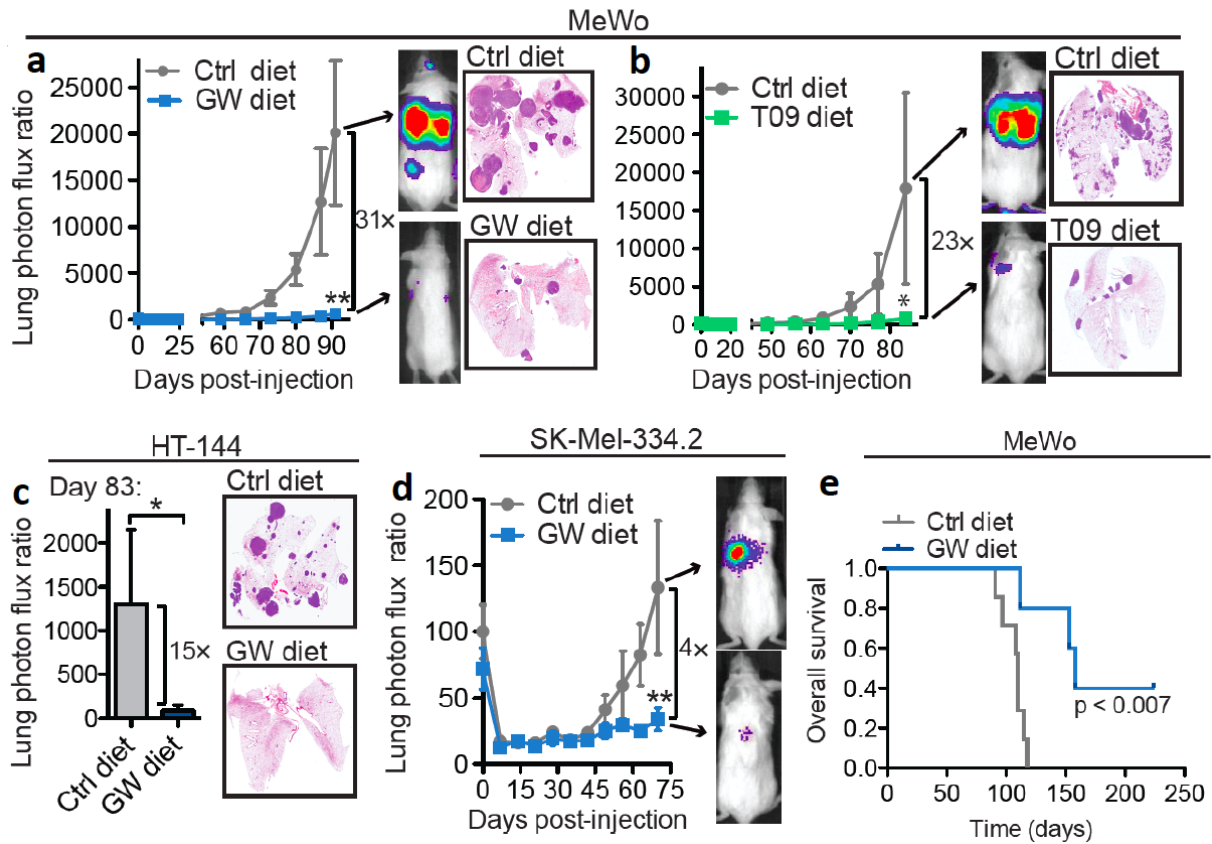 MeWo
a
Ctrl diet
GW diet
Lung photon flux ratio
25000
20000
15000
10000
5000
0
0 25 60 70 80 90
Days post-injection
**
31×
Ctrl diet
GW diet
b
Ctrl diet
T09 diet
30000
25000
20000
15000
10000
5000
0
0 20 50 60 70 80
Days post-injection
*
23×
Ctrl diet
T09 diet
HT-144
c
Day 83:
*
Lung photon flux ratio
2000
1500
1000
500
0
15×
Ctrl diet
GW diet
Ctrl diet
GW diet
SK-Mel-334.2
d
Ctrl diet
GW diet
Lung photon flux ratio
200
150
100
50
0
0 15 30 45 60 75
Days post-injection
4×
**
MeWo
e
Ctrl diet
GW diet
Overall survival
1.0
0.8
0.6
0.4
0.2
0.0
p < 0.007
0 50 100 150 200 250
Time (days)